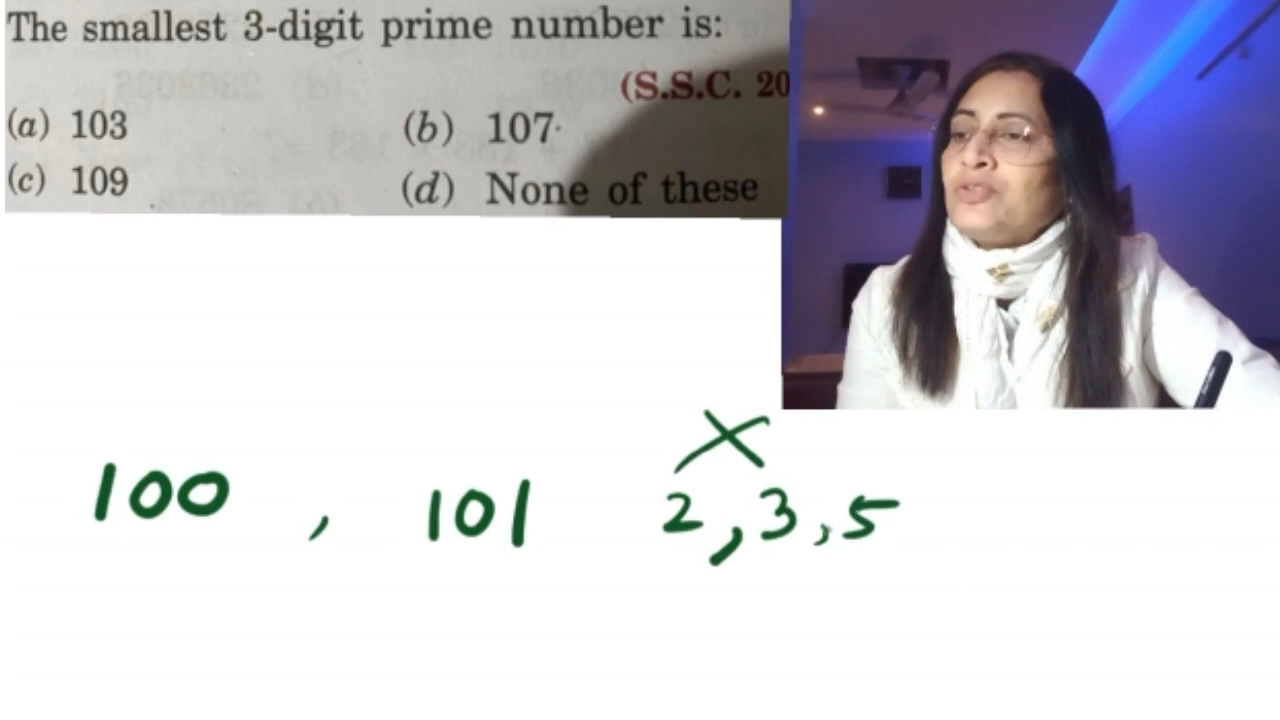 The smallest 3-digit prime number is:
(S.S.C. 20
(a) 103 (b) 107
(c) 109 (d) None of these
100 , 101 2,3,5